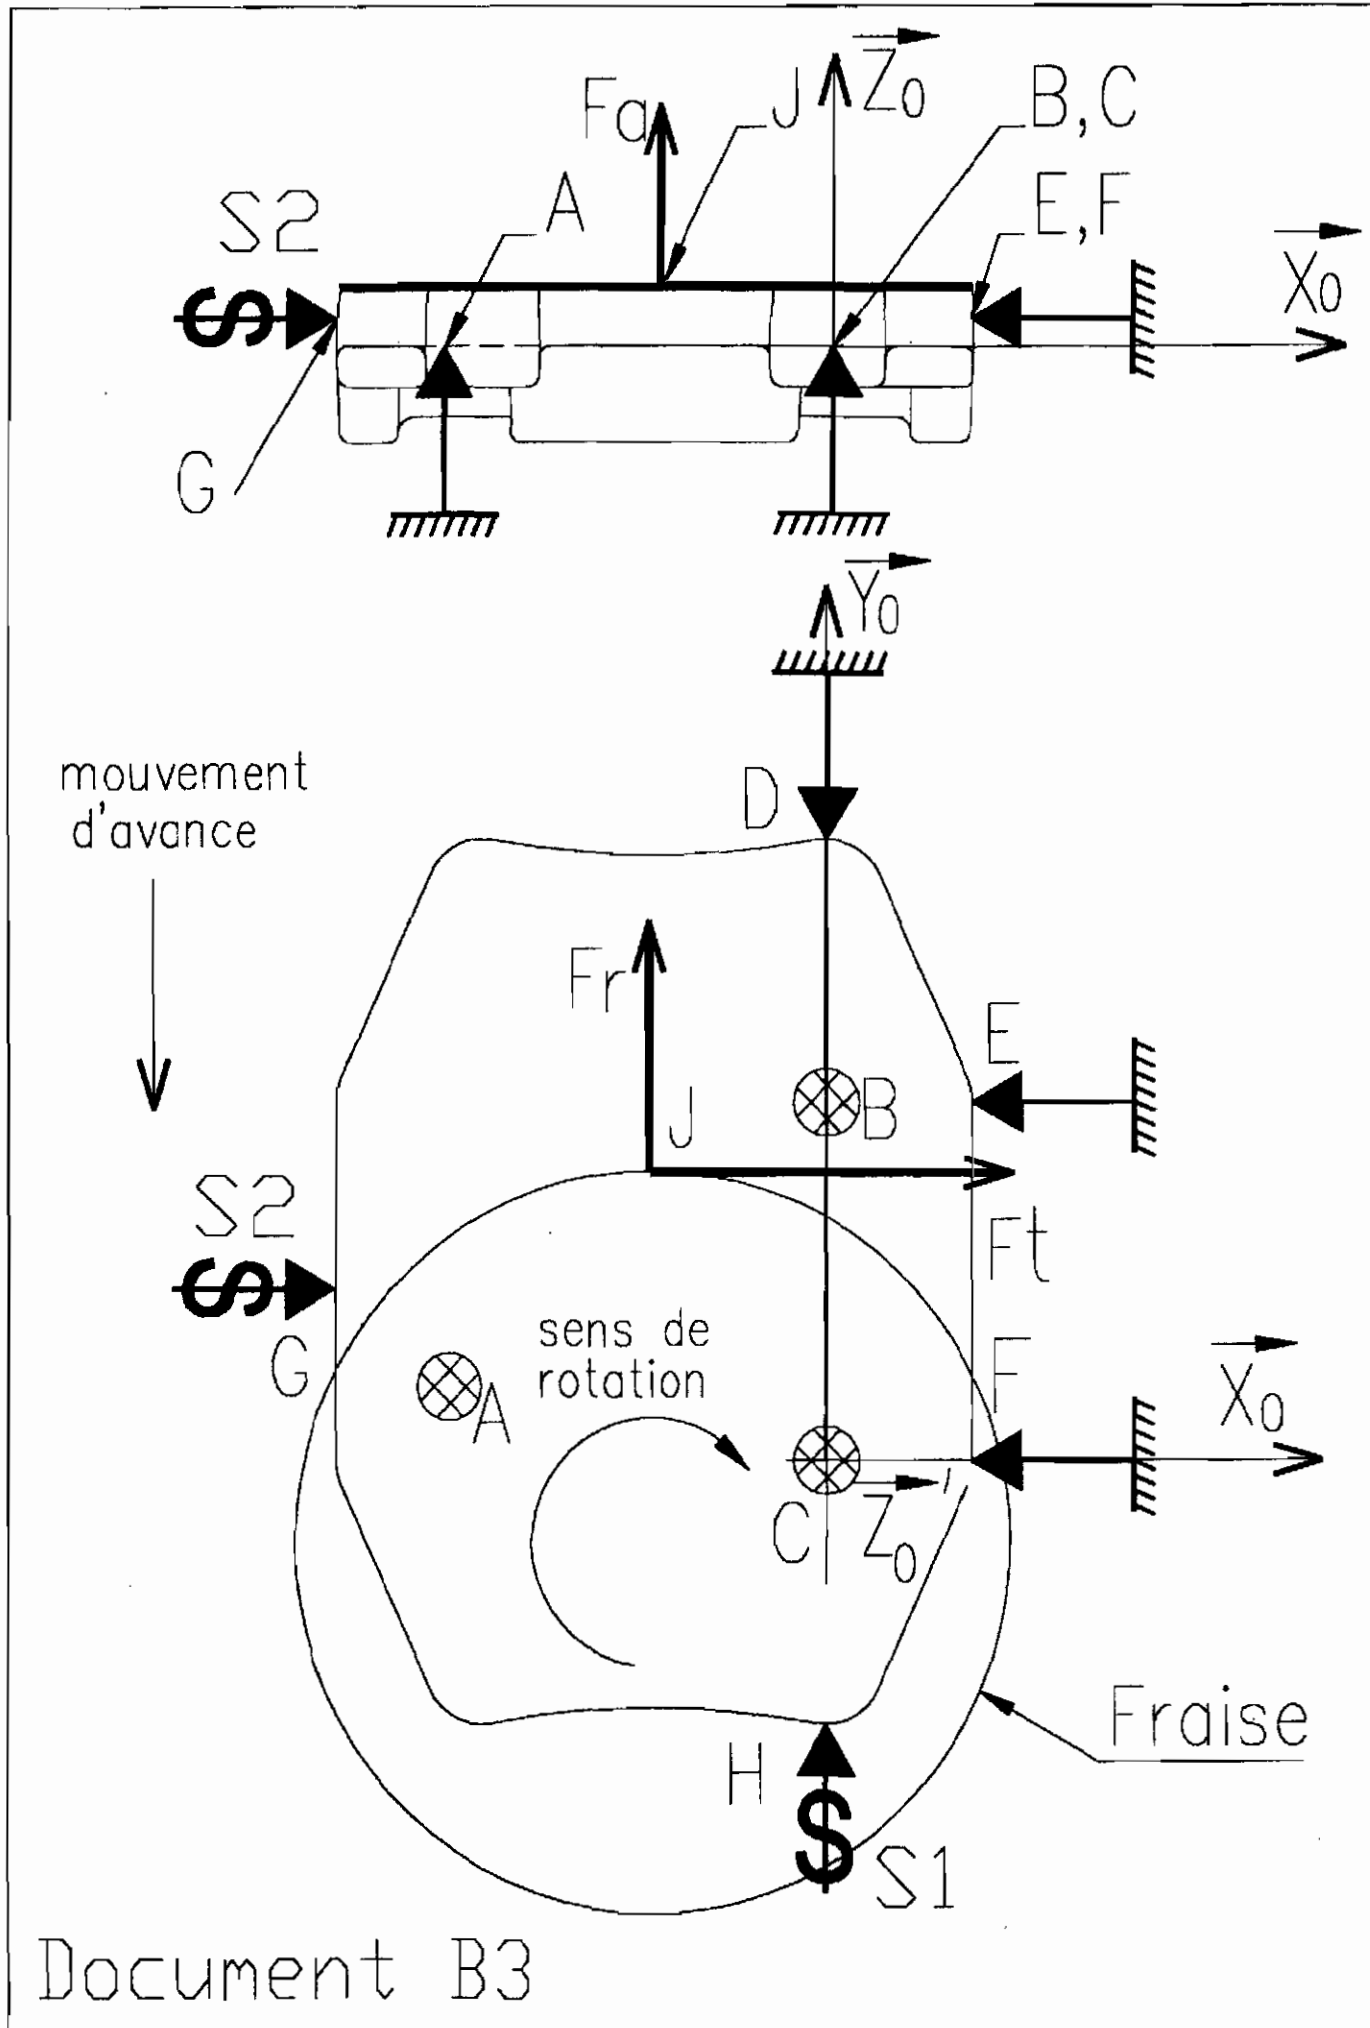 Z0
Fa
J
B,C
A
E,F
S2
X0
G
Y0
mouvement
d'avance
D
Fr
E
J
B
S2
Ft
G
sens de
rotation
F
A
X0
C
Z0
Fraise
H
S1
Document B3